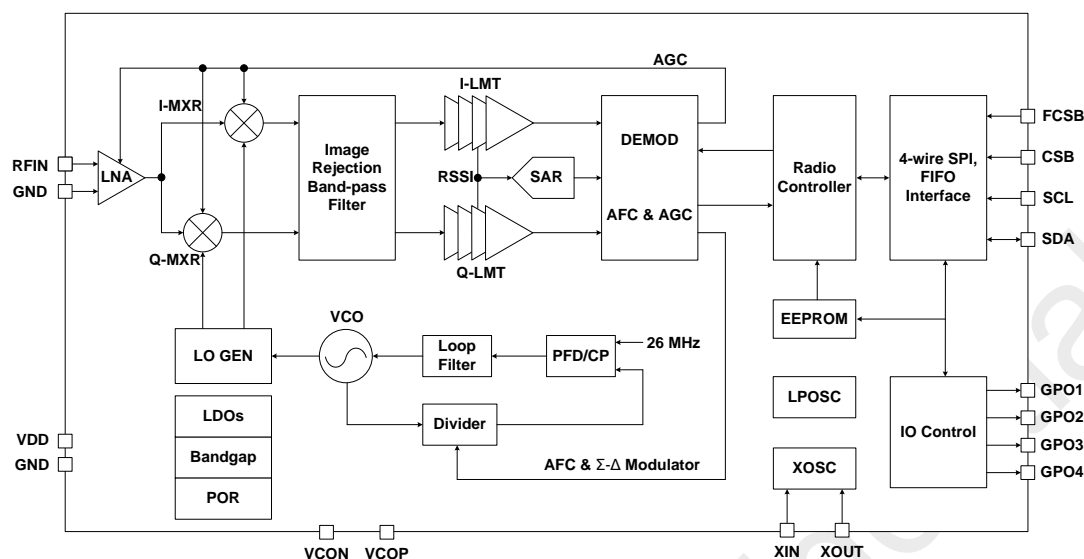 AGC
I-LMT
I-MXR
RFIN
GND
LNA
Q-MXR
Image
Rejection
Band-pass
Filter
RSSI
SAR
Q-LMT
DEMOD
AFC & AGC
Radio
Controller
4-wire SPI,
FIFO
Interface
FCSB
CSB
SCL
SDA
VCO
LO GEN
Loop
Filter
PFD/CP
26 MHz
EEPROM
Divider
LPOSC
LDOs
Bandgap
POR
VDD
GND
AFC & Σ-Δ Modulator
XOSC
IO Control
GPO1
GPO2
GPO3
GPO4
VCON
VCOP
XIN
XOUT